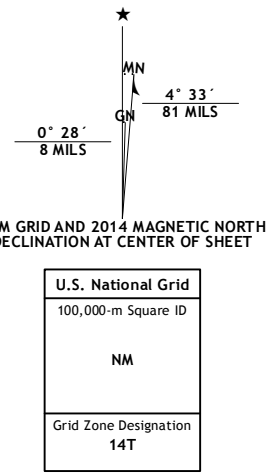 ★
MN
4° 33´
81 MILS
GN
0° 28´
8 MILS
M GRID AND 2014 MAGNETIC NORTH
DECLINATION AT CENTER OF SHEET
U.S. National Grid
100,000-m Square ID
NM
Grid Zone Designation
14T